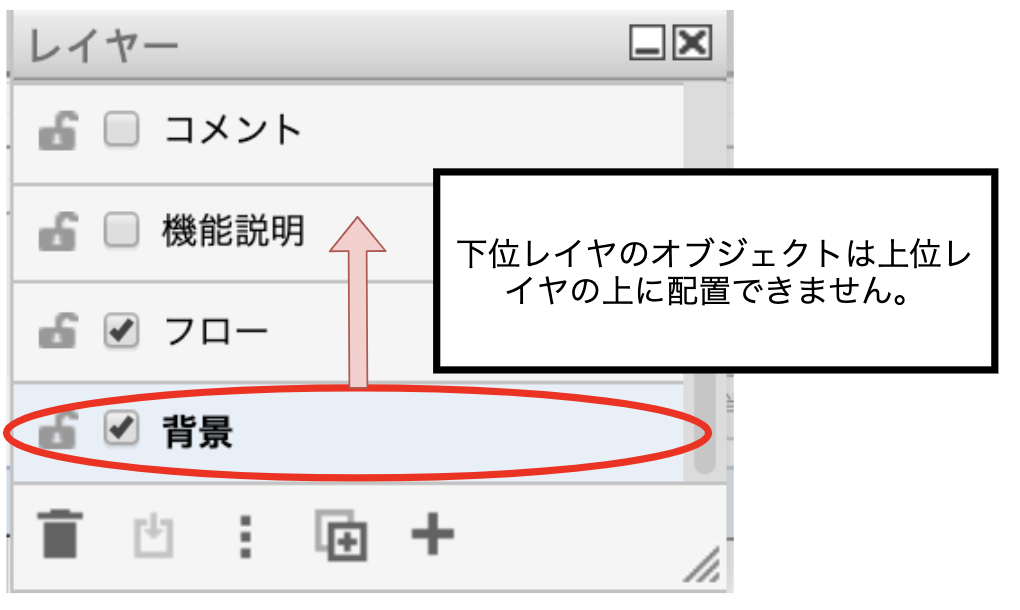 レイヤー
コメント
機能説明
下位レイヤのオブジェクトは上位レ
イヤの上に配置できません。
フロー
背景